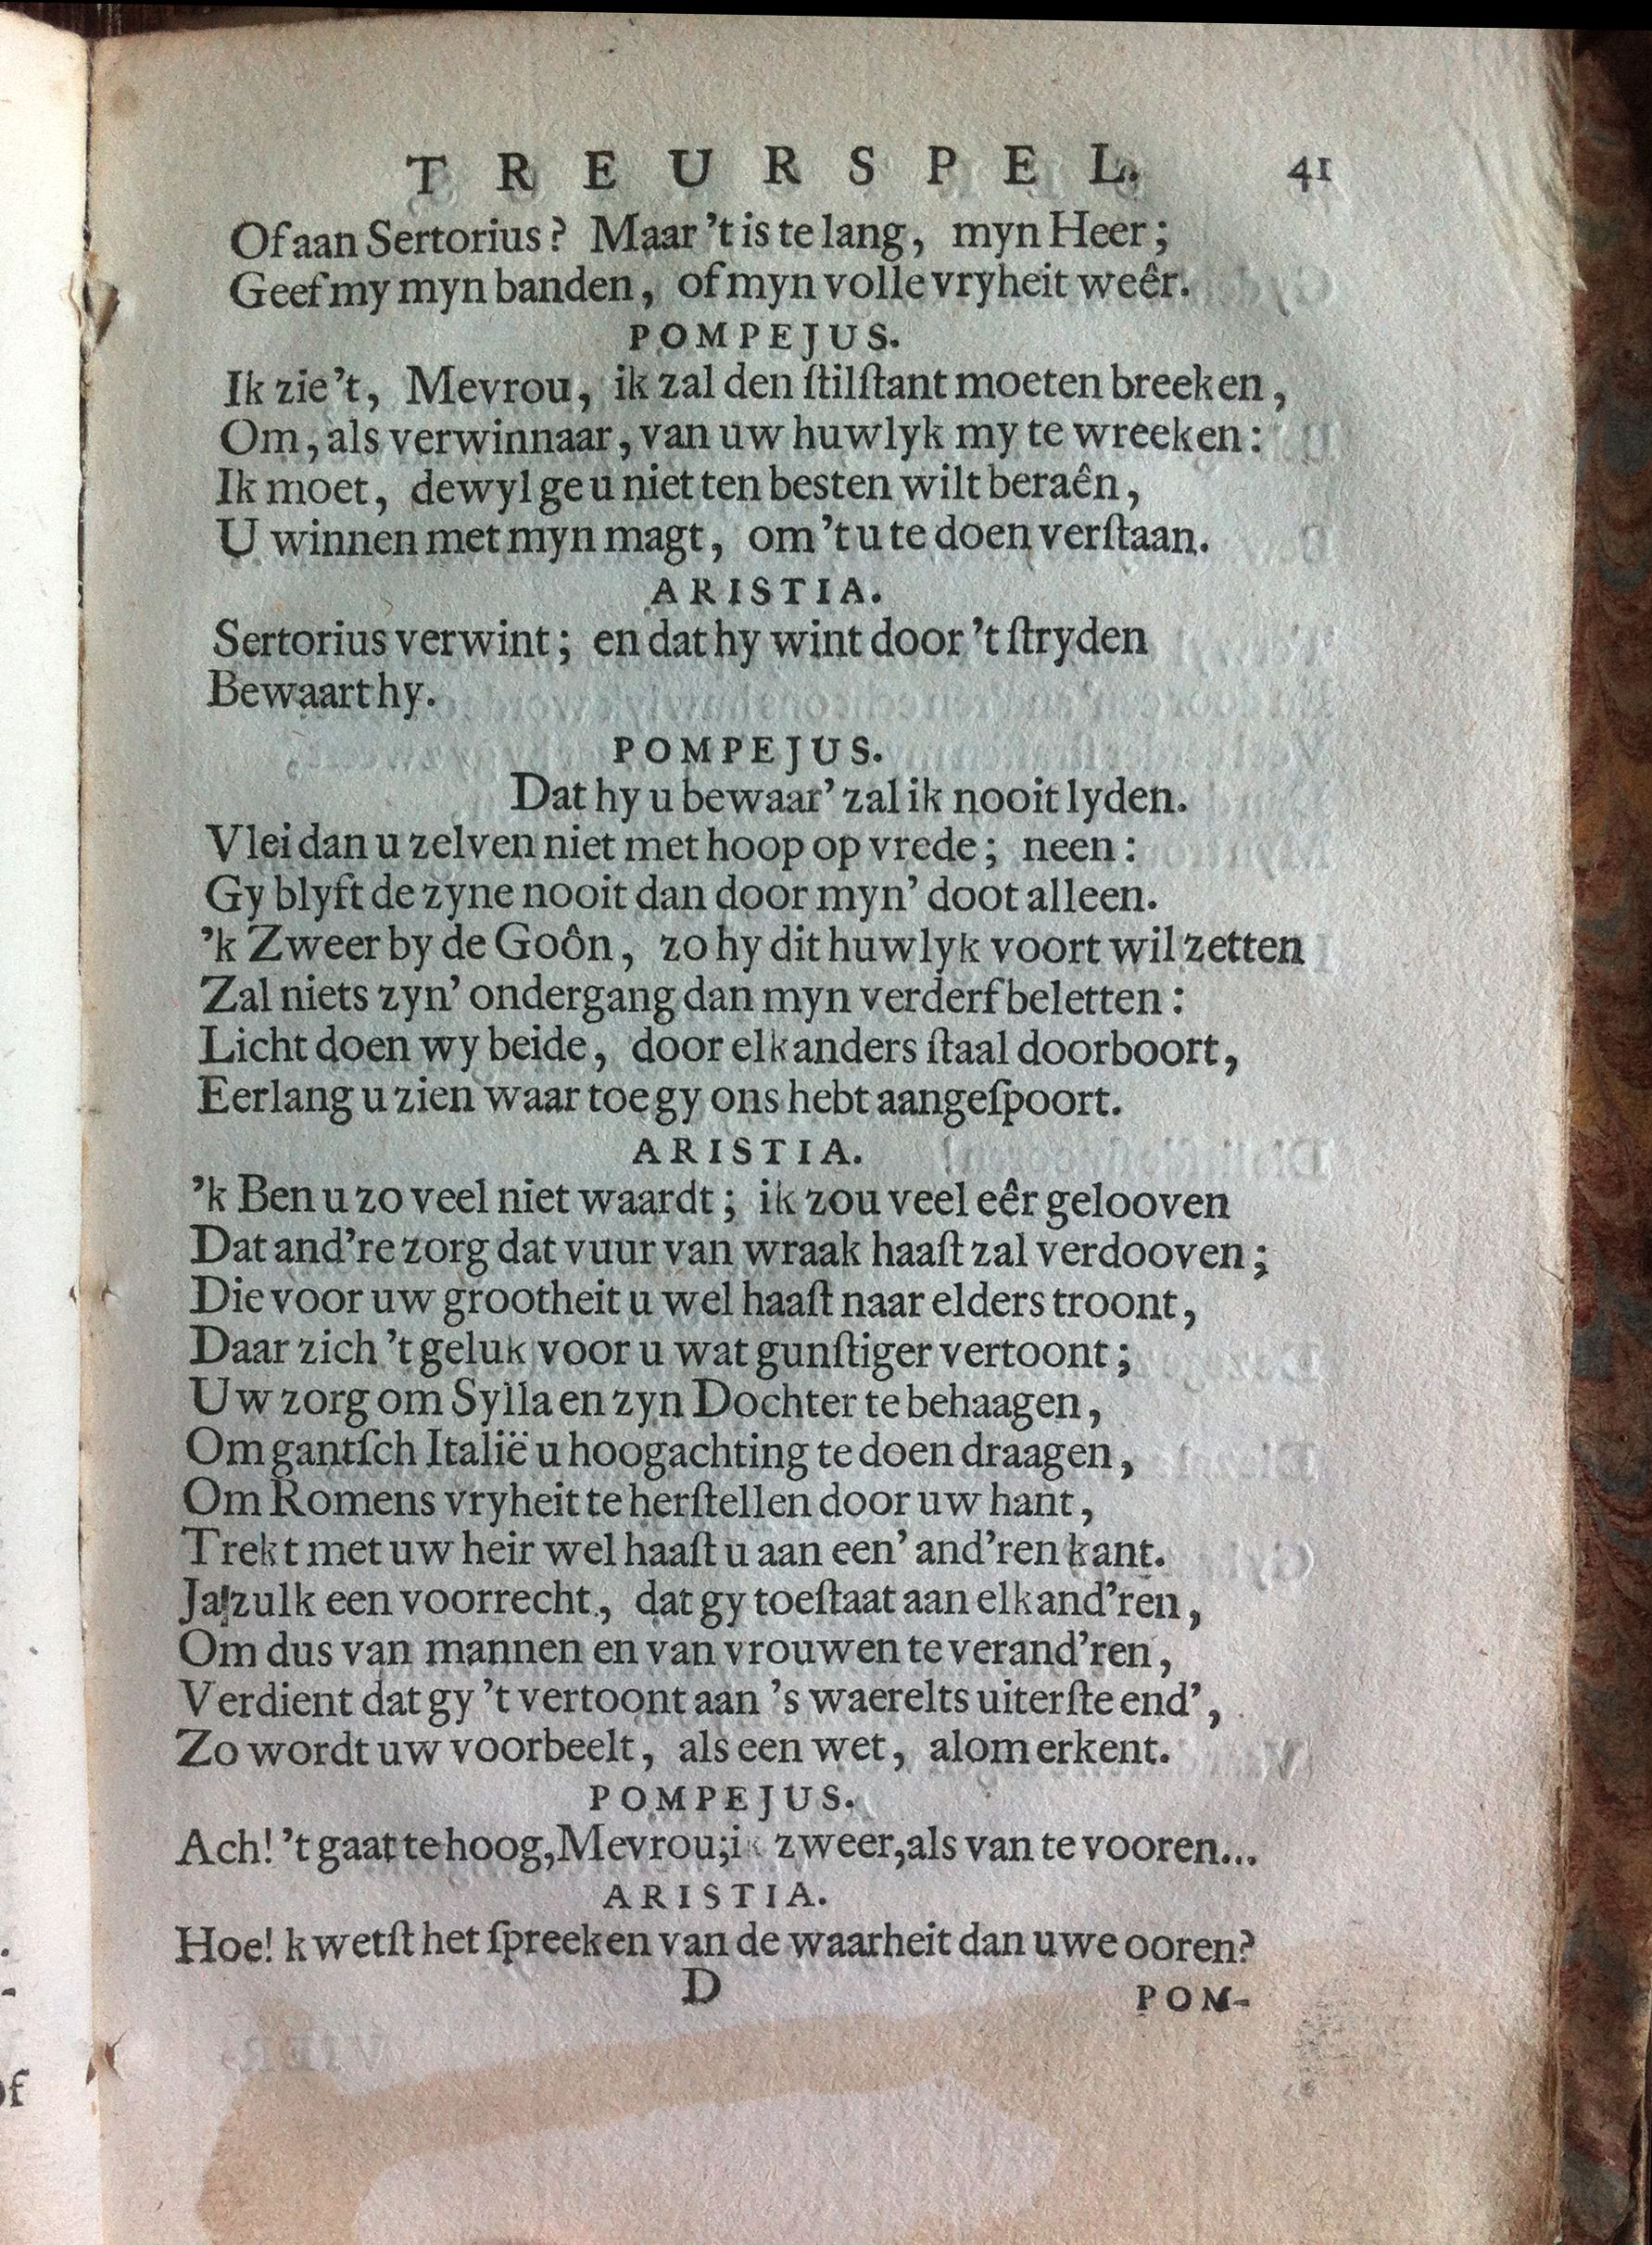 TREURSPEL. 41
Of aan Sertorius? Maar 't is te lang, myn Heer;
Geef my myn banden, of myn volle vryheit weêr.
POMPEJUS.
Ik zie 't, Mevrou, ik zal den ſtilſtant moeten breeken,
Om, als verwinnaar, van uw huwlyk my te wreeken:
Ik moet, dewyl ge u niet ten besten wilt beraên,
U winnen met myn magt, om 't u te doen verſtaan.
ARISTIA.
Sertorius verwint; en dat hy wint door 't ſtryden
Bewaart hy.
POMPEJUS.
Dat hy u bewaar' zal ik nooit lyden.
Vlei dan u zelven niet met hoop op vrede; neen:
Gy blyft de zyne nooit dan door myn' doot alleen.
'k Zweer by de Goôn, zo hy dit huwlyk voort wil zetten
Zal niets zyn' ondergang dan myn verderf beletten:
Licht doen wy beide, door elkanders ſtaal doorboort,
Eerlang u zien waar toe gy ons hebt aangeſpoort.
ARISTIA.
'k Ben u zo veel niet waardt; ik zou veel eêr gelooven
Dat and're zorg dat vuur van wraak haaſt zal verdooven;
Die voor uw grootheit u wel haaſt naar elders troont,
Daar zich 't geluk voor u wat gunſtiger vertoont;
Uw zorg om Sylla en zyn Dochter te behaagen,
Om gantſch Italië u hoogachting te doen draagen,
Om Romens vryheit te herſtellen door uw hant,
Trekt met uw heir wel haaſt u aan een' and'ren kant.
Ja! zulk een voorrecht, dat gy toeſtaat aan elkand'ren,
Om dus van mannen en van vrouwen te verand'ren,
Verdient dat gy 't vertoont aan 's waerelts uiterſte end',
Zo wordt uw voorbeelt, als een wet, alom erkent.
POMPEJUS.
Ach! 't gaat te hoog, Mevrou; ik zweer, als van te vooren...
ARISTIA.
Hoe! kwetſt het ſpreeken van de waarheit dan uwe ooren?
D POM-